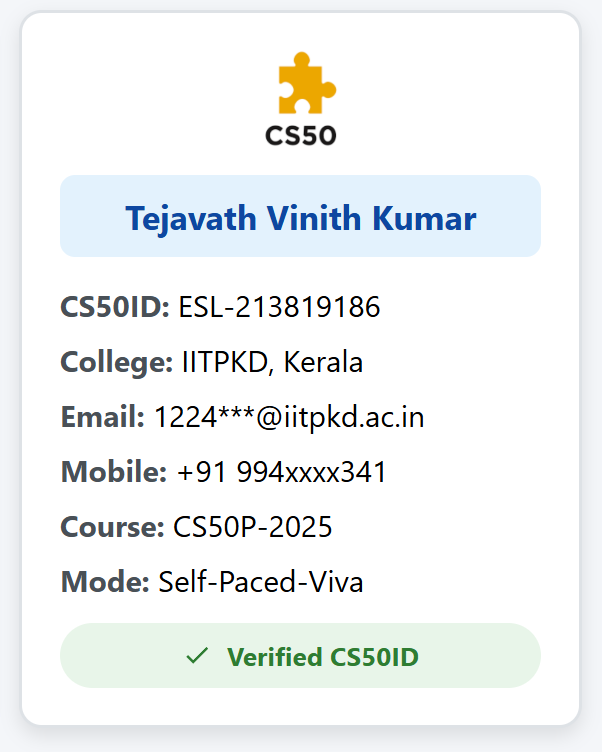 CS50
Tejavath Vinith Kumar
CS50ID: ESL-213819186
College: IITPKD, Kerala
Email: 1224***@iitpkd.ac.in
Mobile: +91 994xxxx341
Course: CS50P-2025
Mode: Self-Paced-Viva
Verified CS50ID